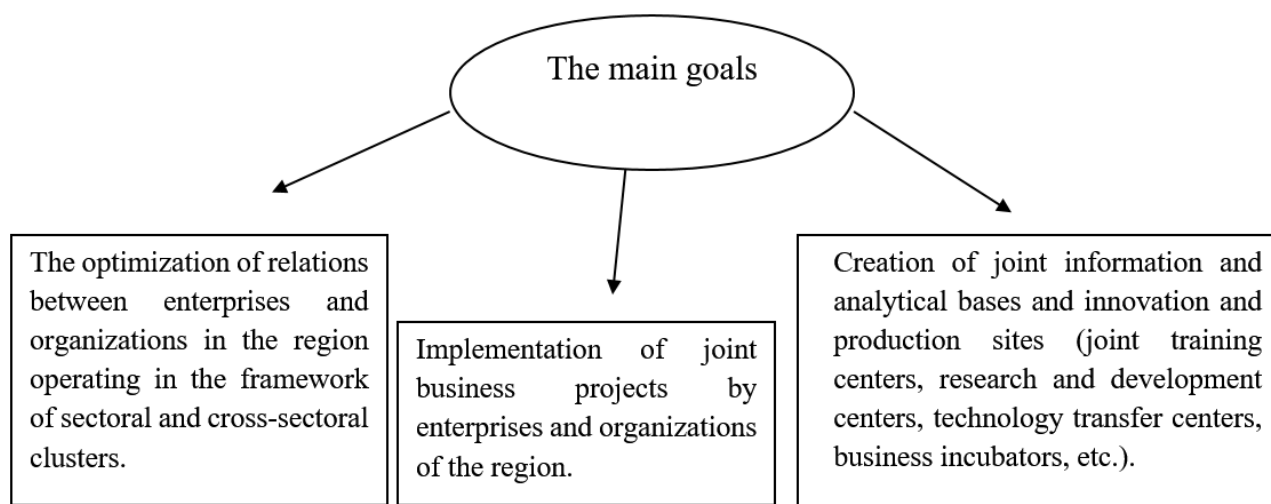 The main goals
The optimization of relations
between enterprises and
organizations in the region
operating in the framework
of sectoral and cross-sectoral
clusters.
Implementation of joint
business projects by
enterprises and organizations
of the region.
Creation of joint information and
analytical bases and innovation and
production sites (joint training
centers, research and development
centers, technology transfer centers,
business incubators, etc.).